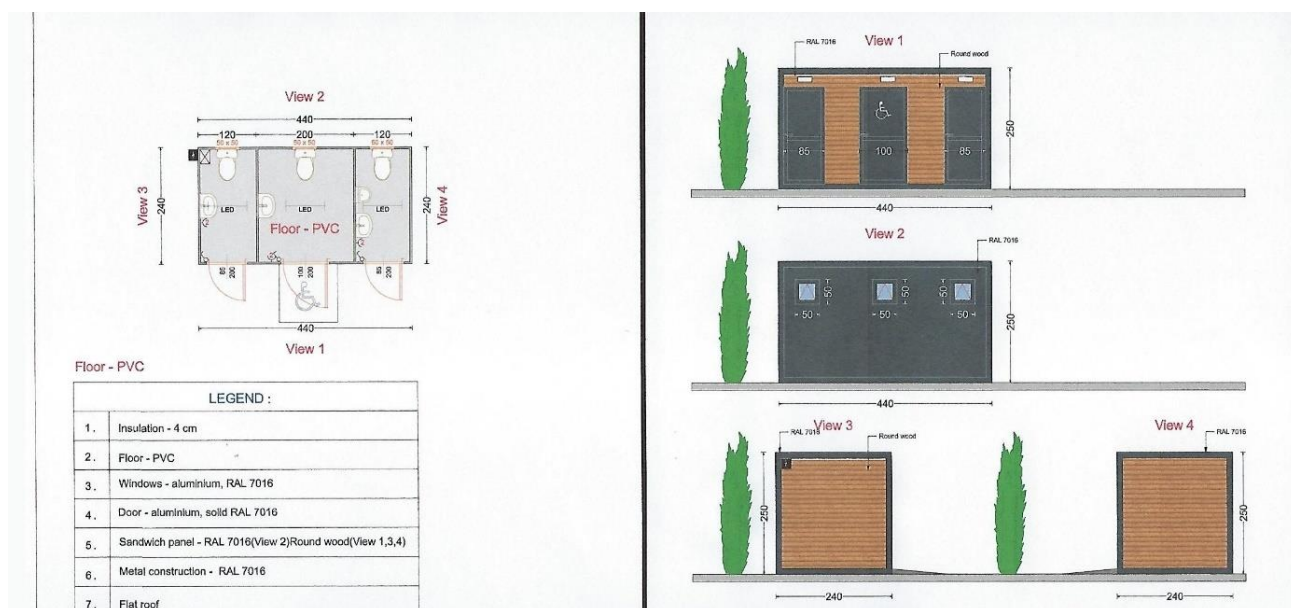 View 2
440
120 200 120
50 x 50 50 x 50 50 x 50
View 3
240
LED LED LED
Floor - PVC
240
View 4
85
200
100
200
85
200
440
View 1
Floor - PVC
LEGEND :
1. Insulation - 4 cm
2. Floor - PVC
3. Windows - aluminium, RAL 7016
4. Door - aluminium, solid RAL 7016
5. Sandwich panel - RAL 7016(View 2)Round wood(View 1,3,4)
6. Metal construction - RAL 7016
7. Flat roof
View 1
RAL 7016
Round wood
85 100 85
250
440
View 2
RAL 7016
50 50 50
50 50 50
250
440
View 3
RAL 7016
Round wood
250
240
View 4
RAL 7016
250
240